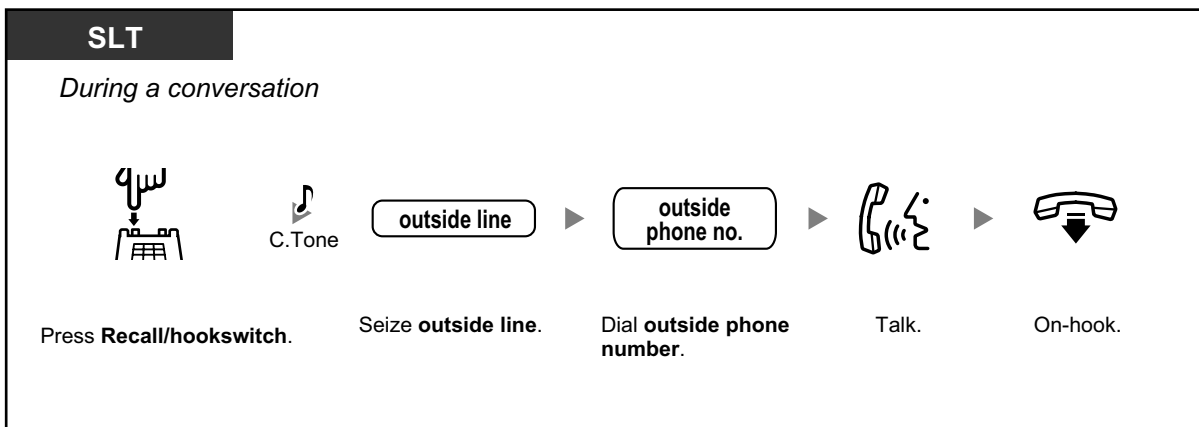 SLT
During a conversation
C.Tone
outside line
outside
phone no.
Press Recall/hookswitch.
Seize outside line.
Dial outside phone
number.
Talk.
On-hook.